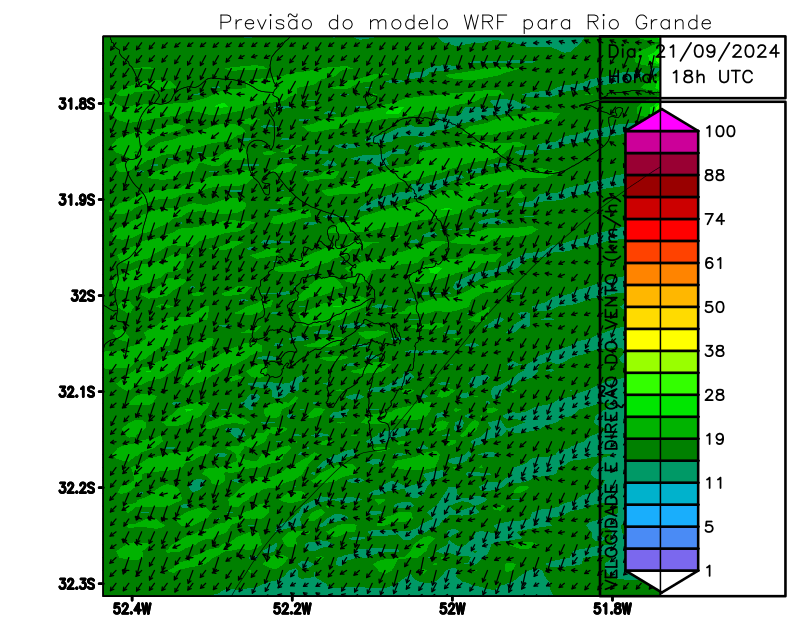 Previsão do modelo WRF para Rio Grande
Dia: 21/09/2024
Hora: 18h UTC
31.8S
31.9S
32S
32.1S
32.2S
32.3S
52.4W
52.2W
52W
51.8W
VELOCIDADE E DIREÇÃO DO VENTO (km/h)
100
88
74
61
50
38
28
19
11
5
1